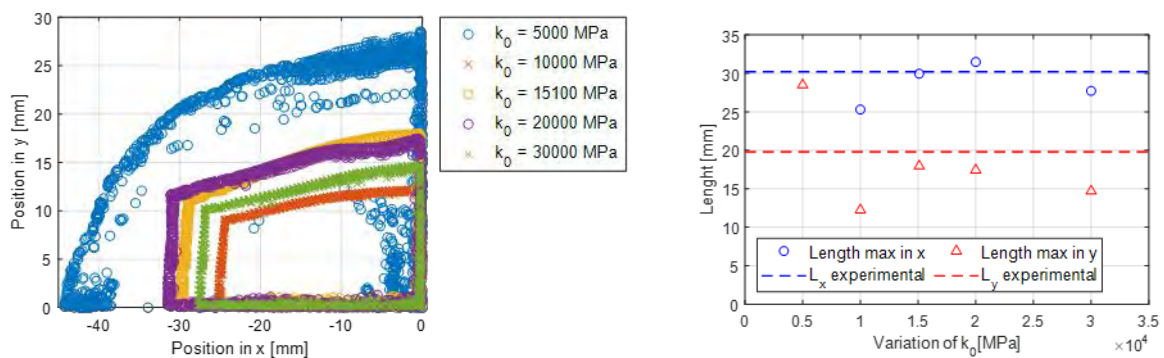 30
25
20
15
10
5
0
-40
-30
-20
-10
0
Position in y [mm]
Position in x [mm]
k0 = 5000 MPa
k0 = 10000 MPa
k0 = 15100 MPa
k0 = 20000 MPa
k0 = 30000 MPa
35
30
25
20
15
10
5
0
0
0.5
1
1.5
2
2.5
3
3.5
×10^4
Lenght [mm]
Variation of k0[MPa]
Length max in x
Length max in y
Lx experimental
Ly experimental